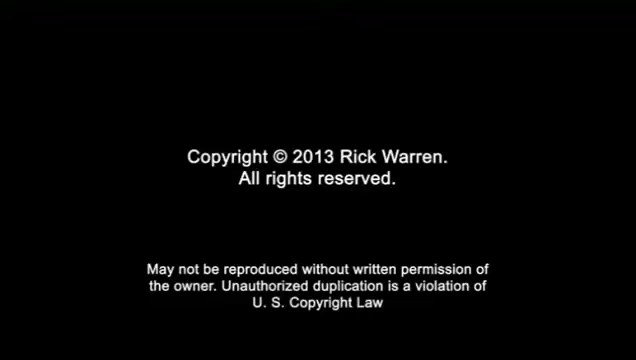 Copyright © 2013 Rick Warren.
All rights reserved.
May not be reproduced without written permission of
the owner. Unauthorized duplication is a violation of
U. S. Copyright Law